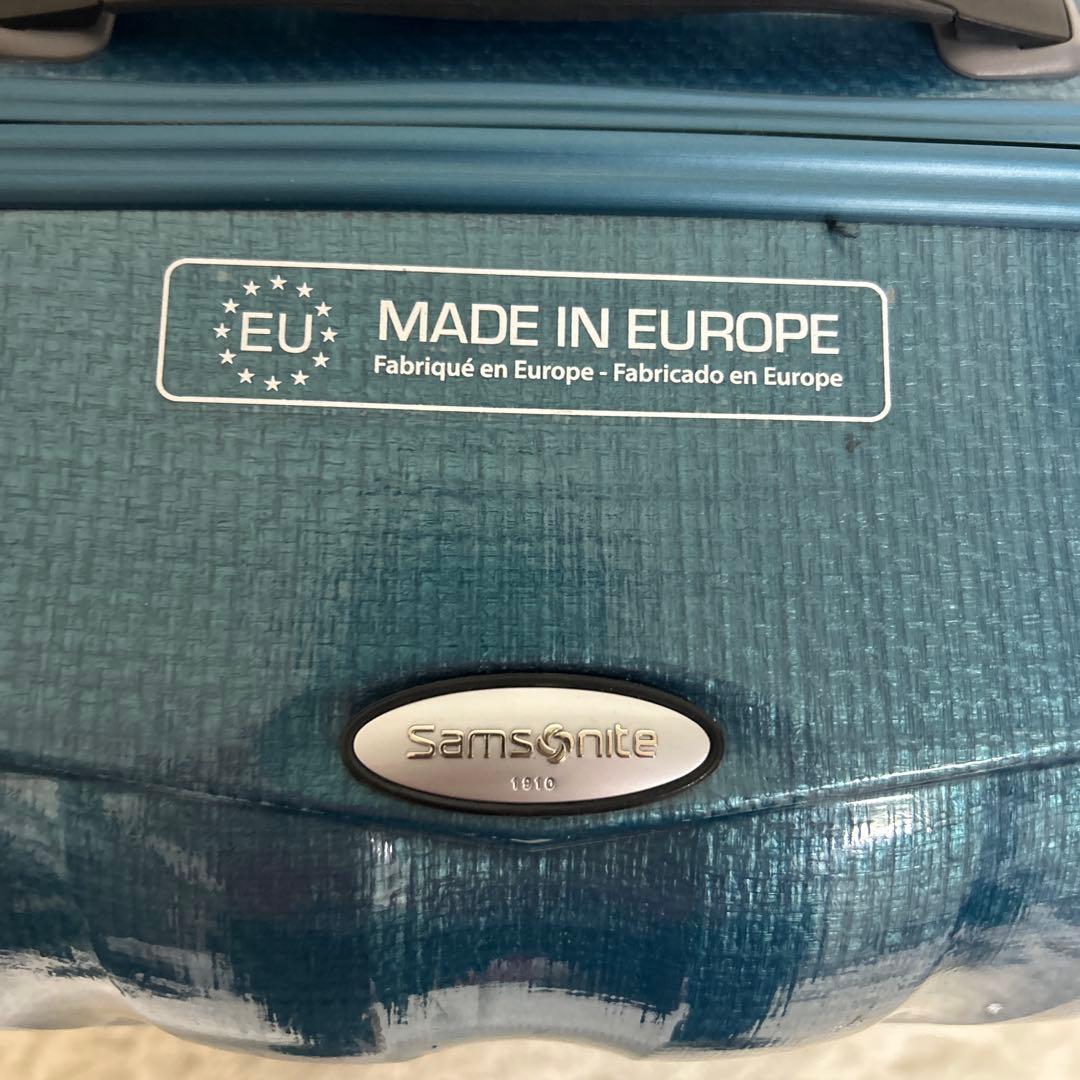 EU
MADE IN EUROPE
Fabriqué en Europe - Fabricado en Europe
Samsonite
1910